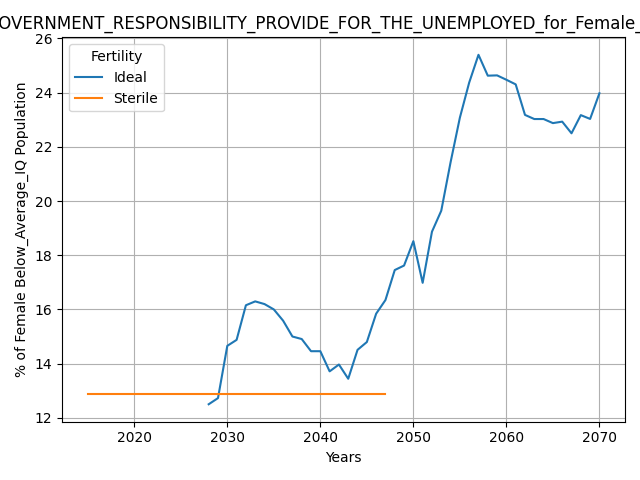 OVERNMENT_RESPONSIBILITY_PROVIDE_FOR_THE_UNEMPLOYED_for_Female_
26
Fertility
Ideal
Sterile
24
22
20
18
16
14
12
% of Female Below_Average_IQ Population
2020 2030 2040 2050 2060 2070
Years